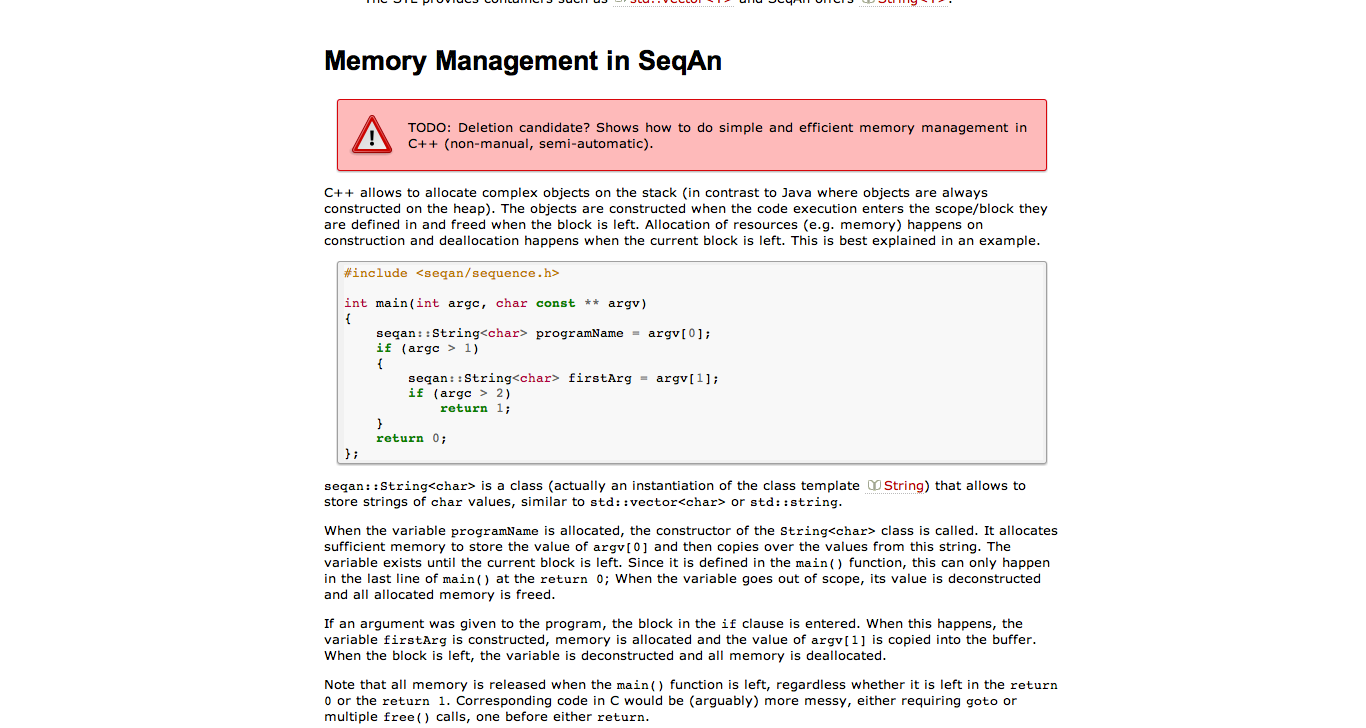 The STL provides containers such as std::vector<T> and SeqAn offers String<T>.
Memory Management in SeqAn
TODO: Deletion candidate? Shows how to do simple and efficient memory management in
C++ (non-manual, semi-automatic).
C++ allows to allocate complex objects on the stack (in contrast to Java where objects are always
constructed on the heap). The objects are constructed when the code execution enters the scope/block they
are defined in and freed when the block is left. Allocation of resources (e.g. memory) happens on
construction and deallocation happens when the current block is left. This is best explained in an example.
#include <seqan/sequence.h>
int main(int argc, char const ** argv)
{
    seqan::String<char> programName = argv[0];
    if (argc > 1)
    {
        seqan::String<char> firstArg = argv[1];
        if (argc > 2)
            return 1;
    }
    return 0;
};
seqan::String<char> is a class (actually an instantiation of the class template String) that allows to
store strings of char values, similar to std::vector<char> or std::string.
When the variable programName is allocated, the constructor of the String<char> class is called. It allocates
sufficient memory to store the value of argv[0] and then copies over the values from this string. The
variable exists until the current block is left. Since it is defined in the main() function, this can only happen
in the last line of main() at the return 0; When the variable goes out of scope, its value is deconstructed
and all allocated memory is freed.
If an argument was given to the program, the block in the if clause is entered. When this happens, the
variable firstArg is constructed, memory is allocated and the value of argv[1] is copied into the buffer.
When the block is left, the variable is deconstructed and all memory is deallocated.
Note that all memory is released when the main() function is left, regardless whether it is left in the return
0 or the return 1. Corresponding code in C would be (arguably) more messy, either requiring goto or
multiple free() calls, one before either return.